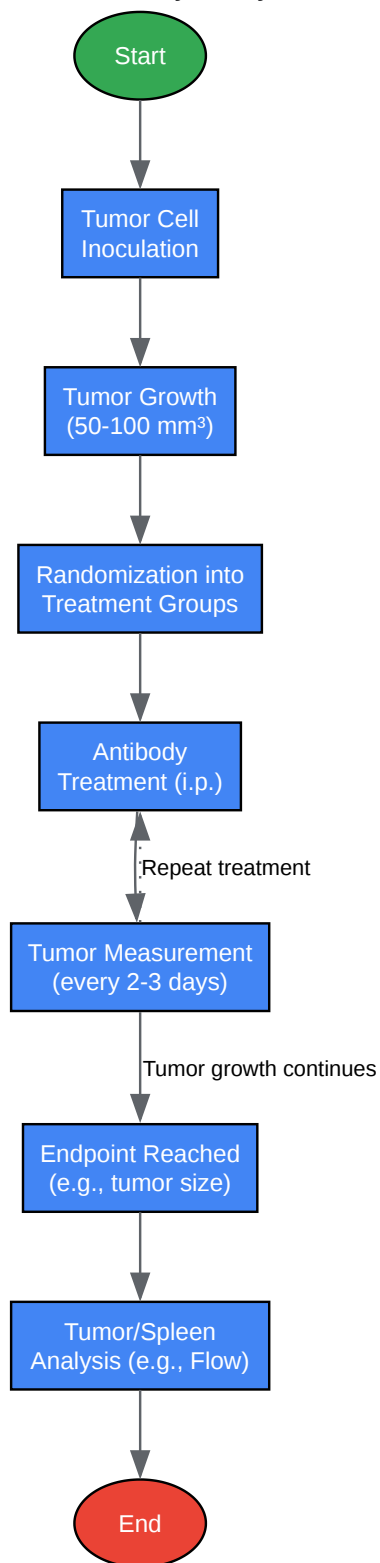 Start
Tumor Cell
Inoculation
Tumor Growth
(50-100 mm³)
Randomization into
Treatment Groups
Antibody
Treatment (i.p.)
Repeat treatment
Tumor Measurement
(every 2-3 days)
Tumor growth continues
Endpoint Reached
(e.g., tumor size)
Tumor/Spleen
Analysis (e.g., Flow)
End